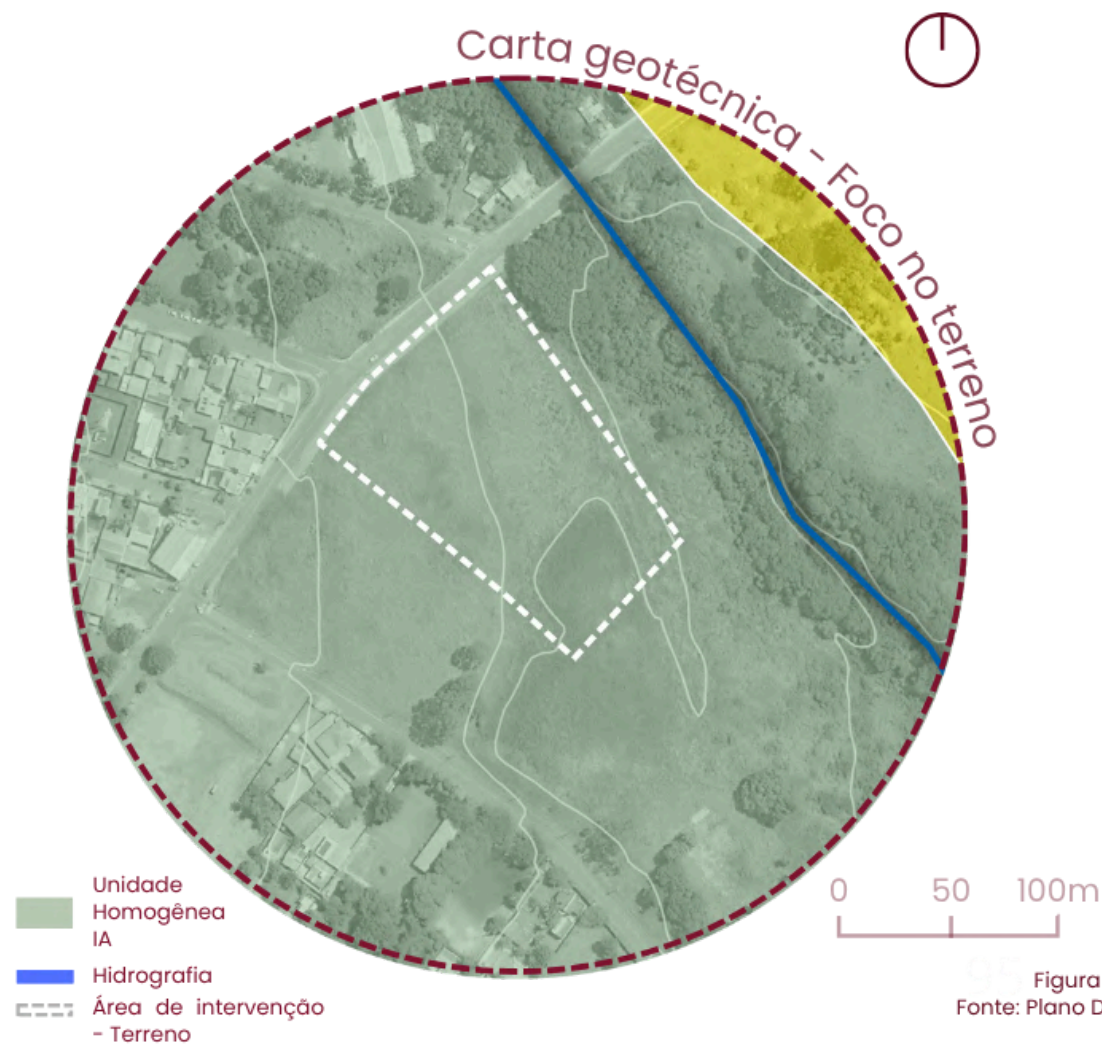 Carta geotécnica - Foco no terreno
Unidade
Homogênea
IA
Hidrografia
Área de intervenção
- Terreno
0 50 100m
95
Figura
Fonte: Plano D